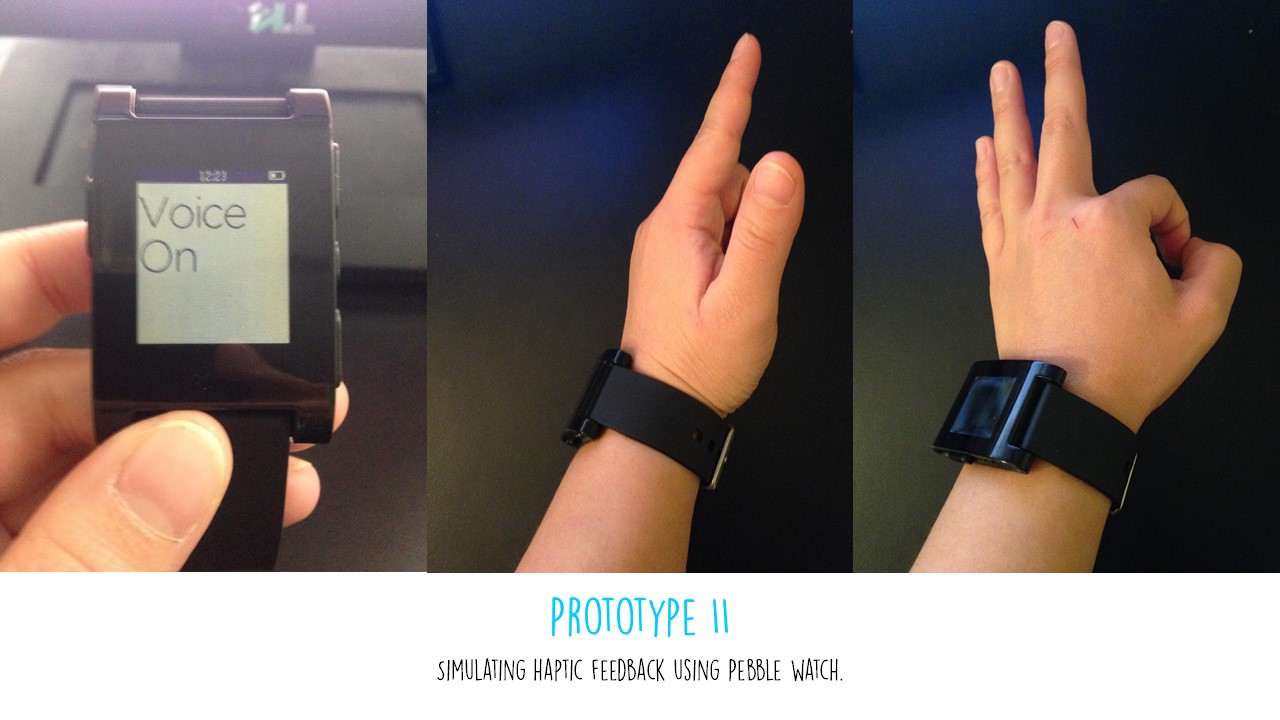 12:23
Voice
On
PROTOTYPE II
SIMULATING HAPTIC FEEDBACK USING PEBBLE WATCH.